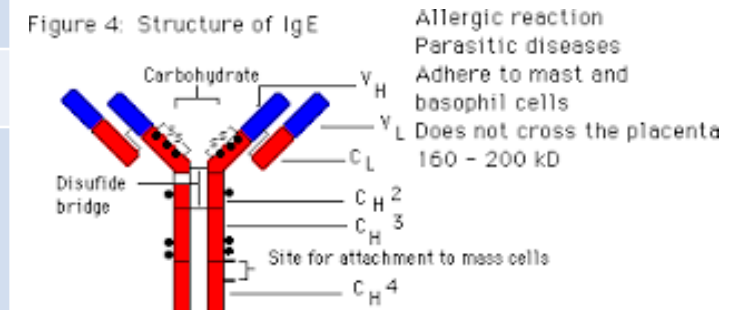 Figure 4: Structure of IgE
Allergic reaction
Parasitic diseases
Adhere to mast and
basophil cells
Does not cross the placenta
160 - 200 kD
Carbohydrate
V H
V L
C L
Disufide
bridge
C H 2
C H 3
Site for attachment to mass cells
C H 4